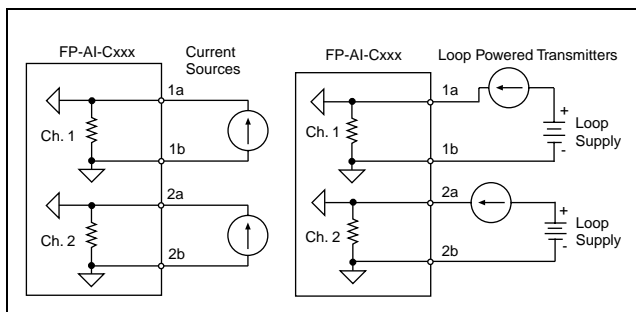 FP-AI-Cxxx
Current
Sources
1a
Ch. 1
1b
2a
Ch. 2
2b
FP-AI-Cxxx
Loop Powered Transmitters
1a
+
Ch. 1
Loop
Supply
-
1b
2a
+
Ch. 2
Loop
Supply
-
2b